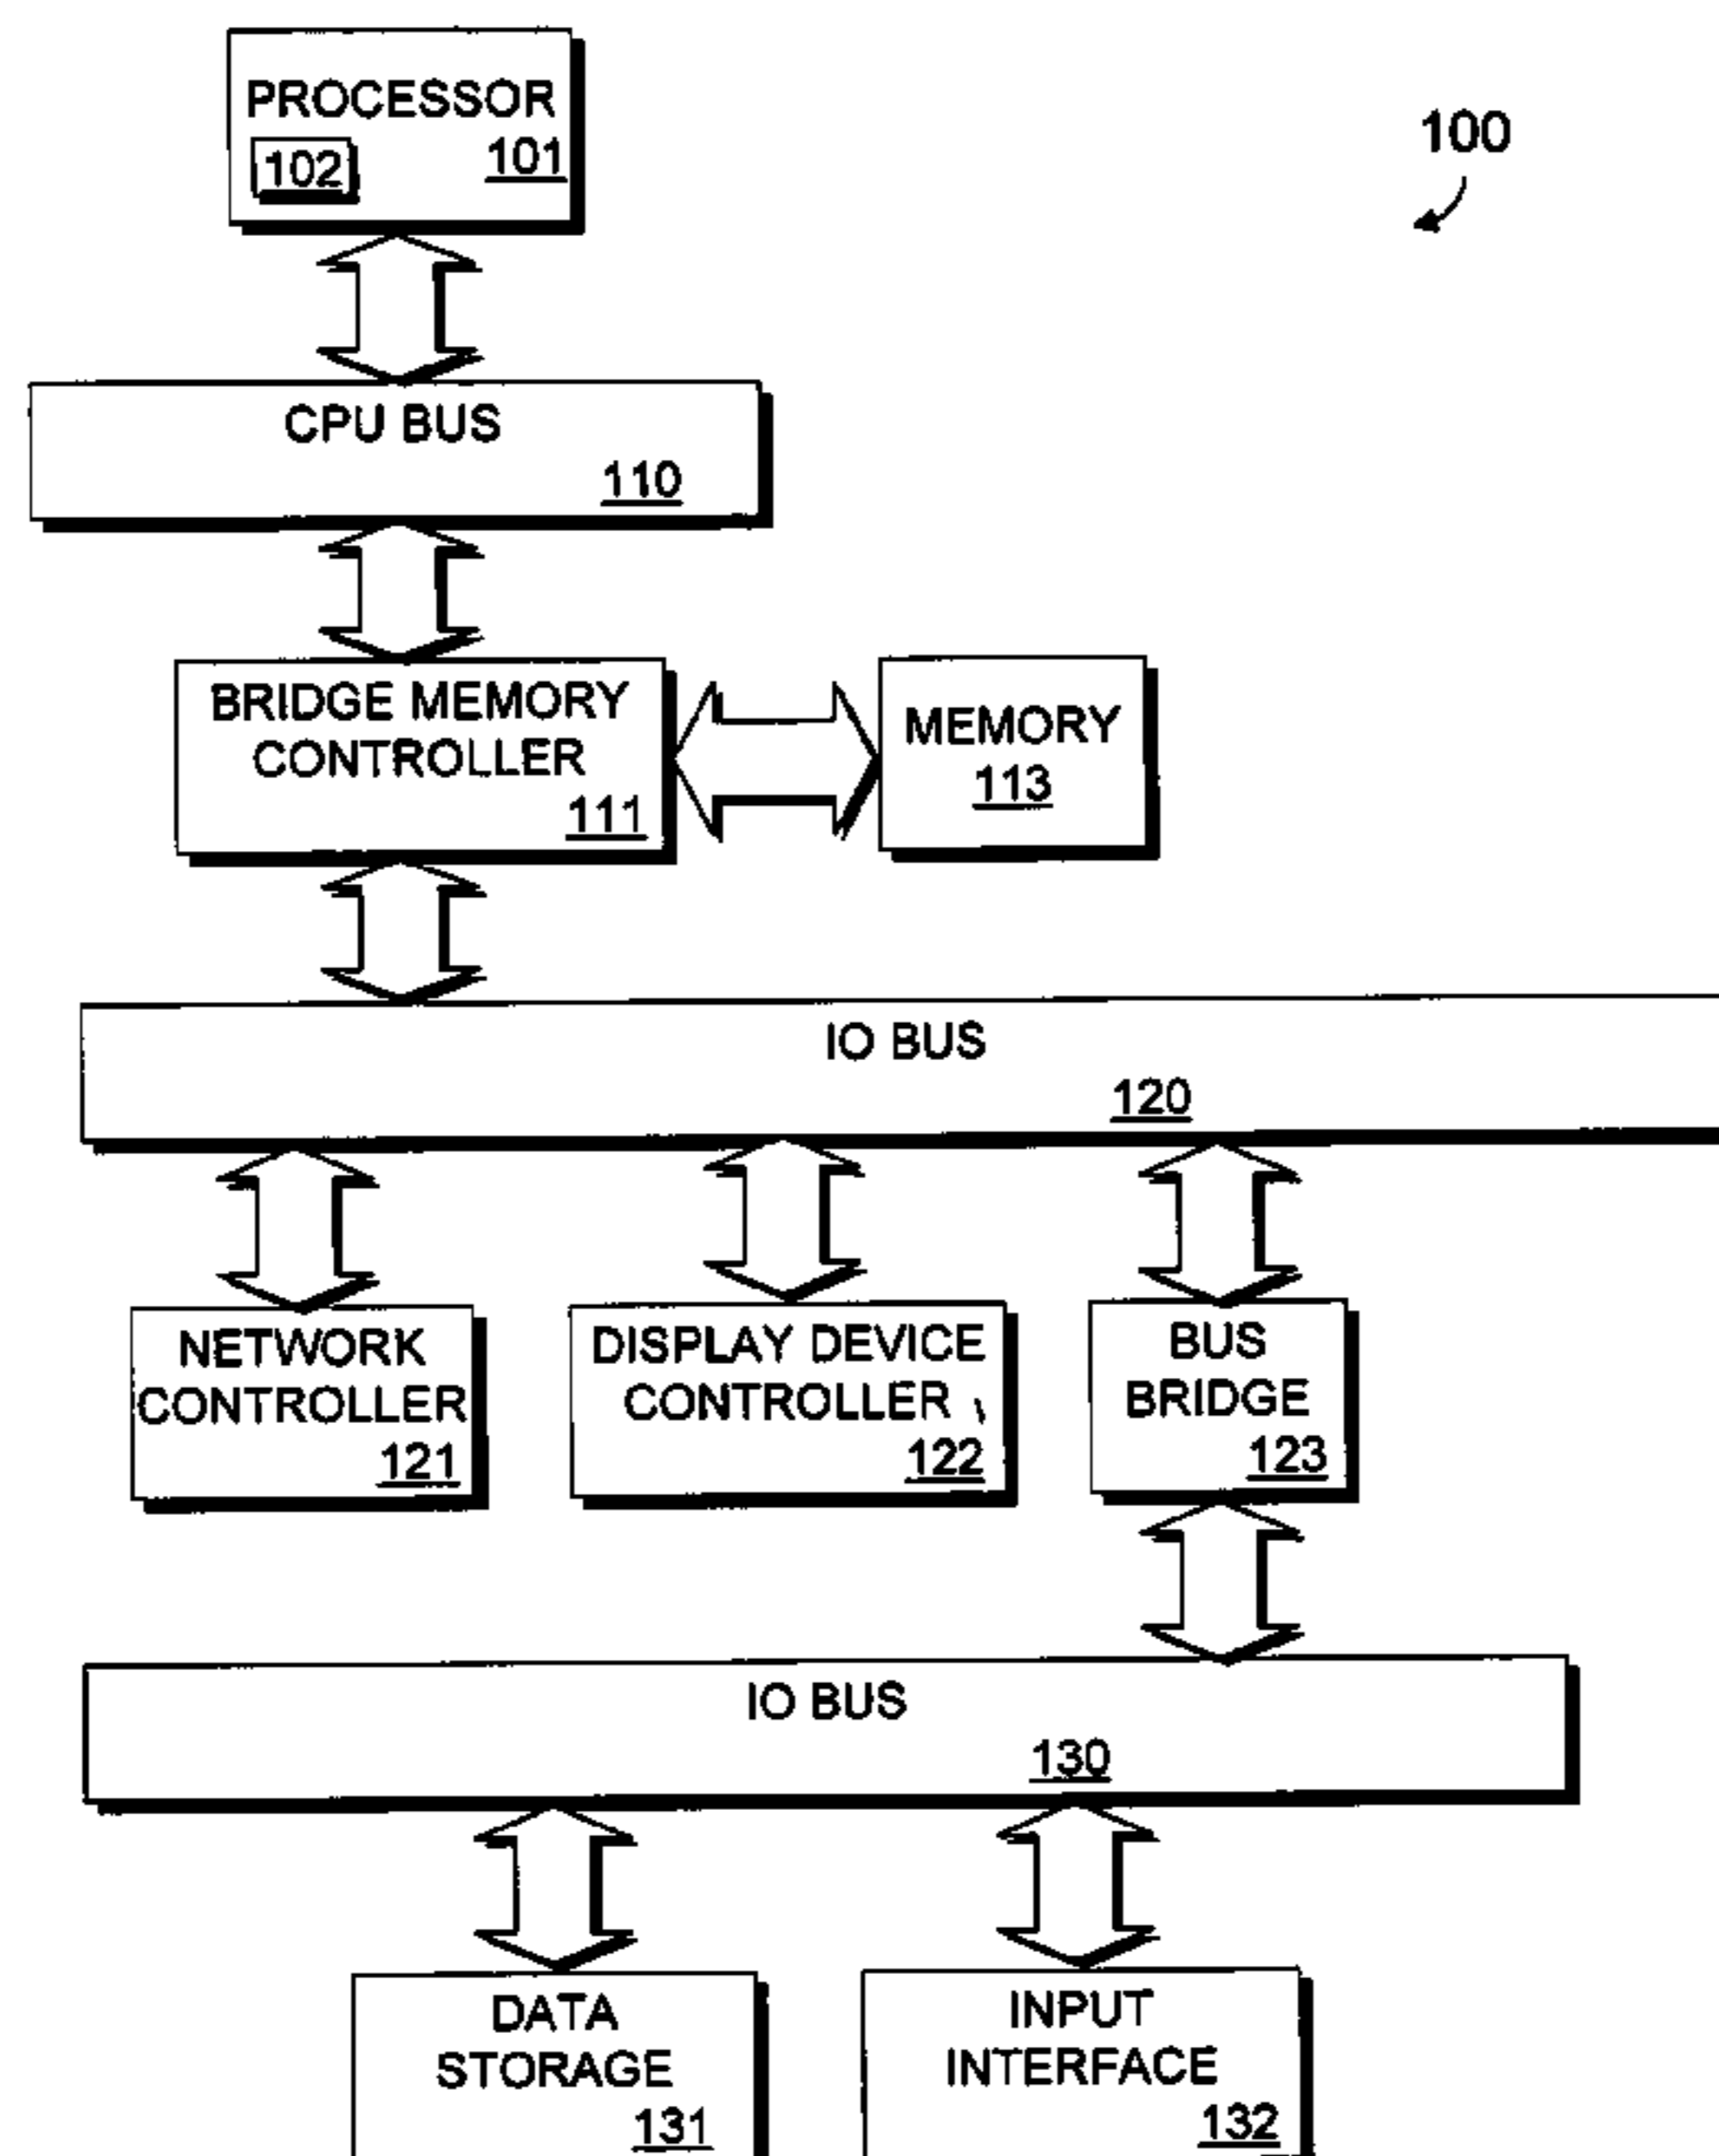 PROCESSOR
102
101
100
CPU BUS
110
BRIDGE MEMORY
CONTROLLER
111
MEMORY
113
IO BUS
120
NETWORK
CONTROLLER
121
DISPLAY DEVICE
CONTROLLER
122
BUS
BRIDGE
123
IO BUS
130
DATA
STORAGE
131
INPUT
INTERFACE
132